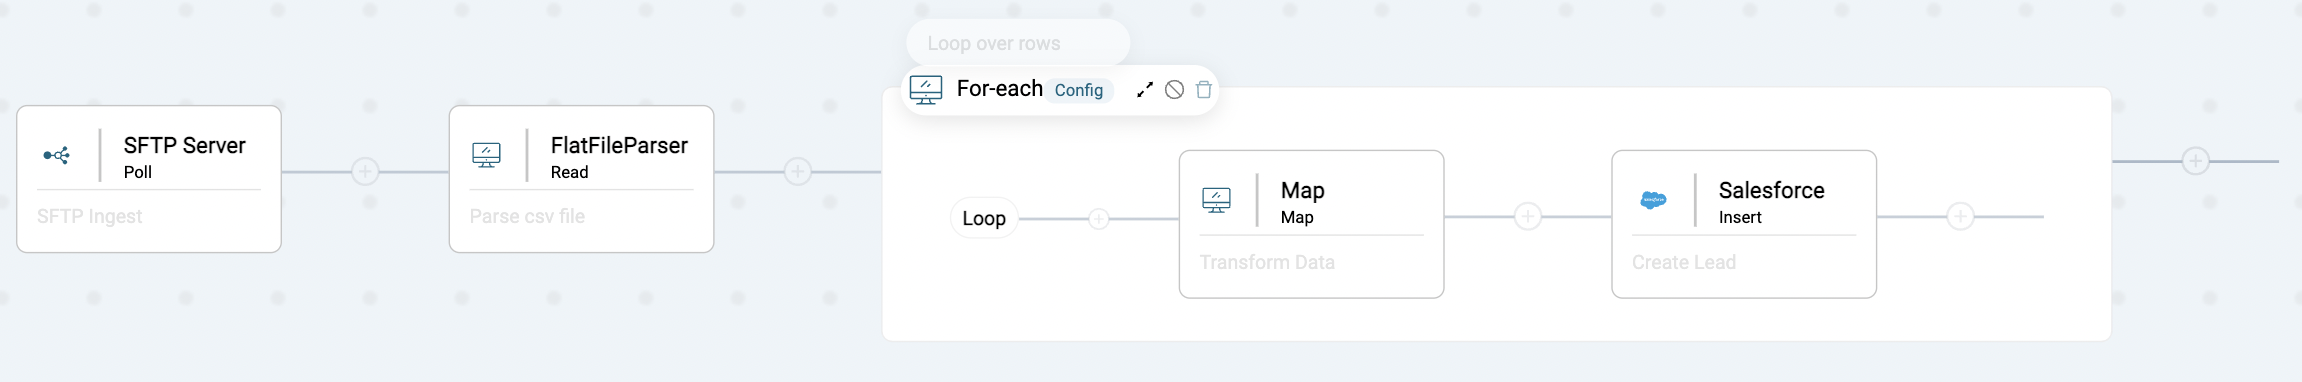 Loop over rows
For-each Config
SFTP Server
Poll
SFTP Ingest
FlatFileParser
Read
Parse csv file
Loop
Map
Map
Transform Data
Salesforce
Insert
Create Lead